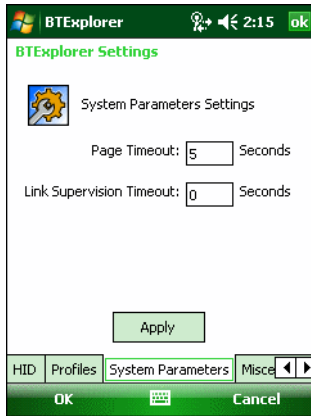 BTExplorer 2:15 ok
BTExplorer Settings
System Parameters Settings
Page Timeout: 5 Seconds
Link Supervision Timeout: 0 Seconds
Apply
HID Profiles System Parameters Misce
OK Cancel